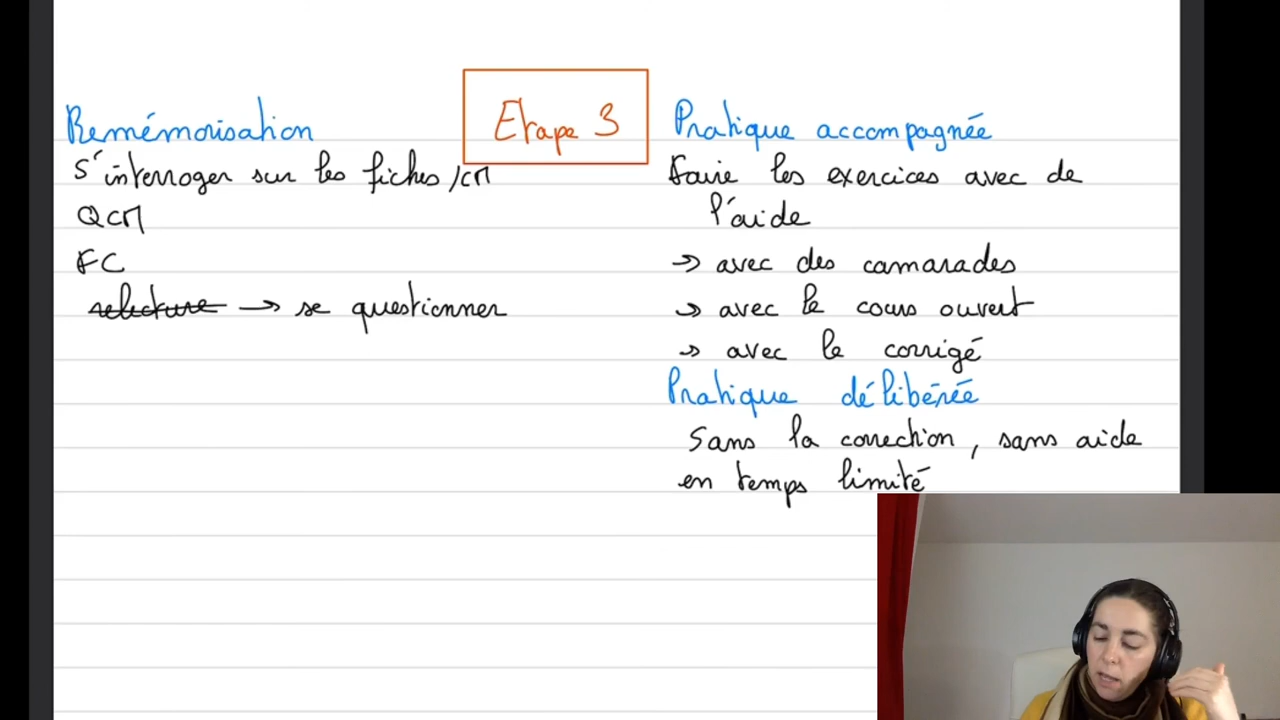 Etape 3
Remémorisation
S'interroger sur les fiches/CM
QCM
FC
relecture → se questionner
Pratique accompagnée
Faire les exercices avec de
l'aide
→ avec des camarades
→ avec le cours ouvert
→ avec le corrigé
Pratique délibérée
Sans la correction, sans aide
en temps limité